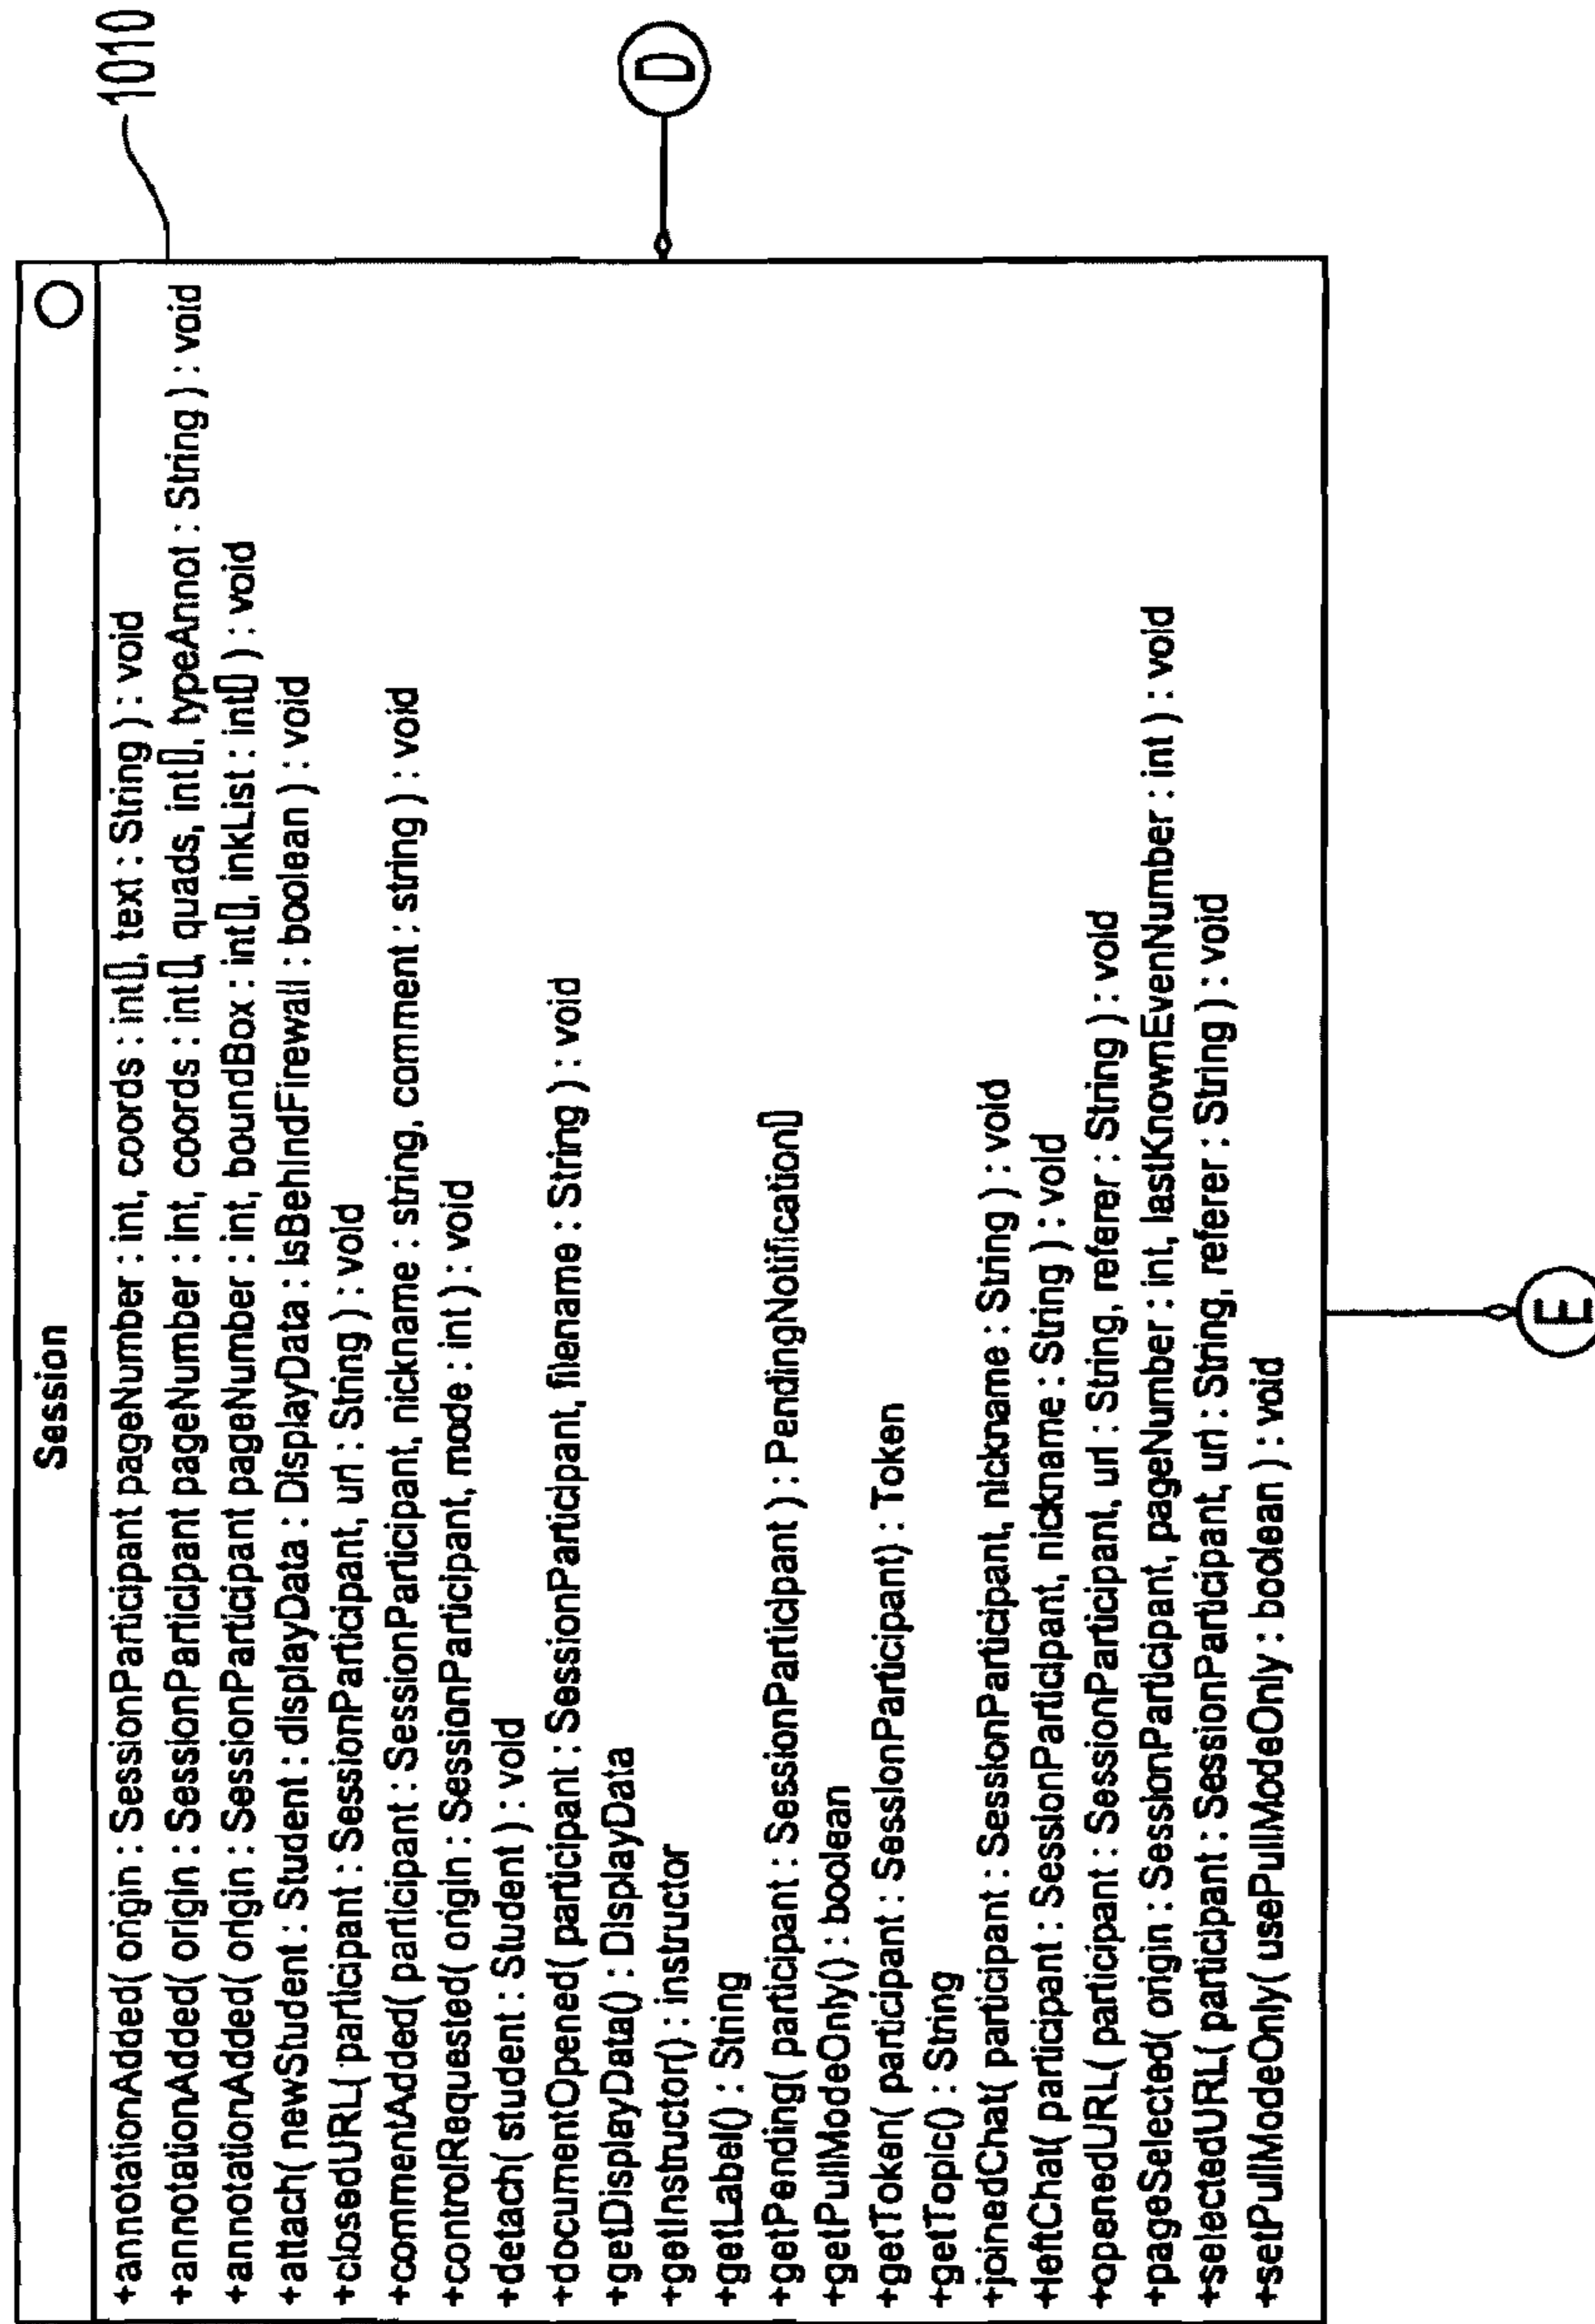 Session
+annotationAdded( origin : SessionParticipant pageNumber : int, coords : int[], text : String ) : void
+annotationAdded( origin : SessionParticipant pageNumber : int, coords : int[], quads, int[], typeAnnot : String ) : void
+annotationAdded( origin : SessionParticipant pageNumber : int, boundBox : int[], inkList : int[] ) : void
+attach( newStudent : Student : displayData : DisplayData : IsBehIndFirewall : boolean ) : void
+closedURL( participant : SessionParticipant, url : String ) : void
+commentAdded( participant : SessionParticipant, nickname : string, comment : string ) : void
+controlRequested( origin : SessionParticipant, mode : int ) : void
+detach( student : Student ) : void
+documentOpened( participant : SessionParticipant, filename : String ) : void
+getDisplayData() : DisplayData
+getInstructor() : instructor
+getLabel() : String
+getPending( participant : SessionParticipant ) : PendingNotification[]
+getPullModeOnly() : boolean
+getToken( participant : SessionParticipant) : Token
+getTopic() : String
+joinedChat( participant : SessionParticipant, nickname : String ) : void
+leftChat( participant : SessionParticipant, nickname : String ) : void
+openedURL( participant : SessionParticipant, url : String, referer : String ) : void
+pageSelected( origin : SessionParticipant, pageNumber : int, lastKnownEvenNumber : int ) : void
+selectedURL( participant : SessionParticipant, url : String, referer : String ) : void
+setPullModeOnly( usePullModeOnly : boolean ) : void
1010
D
E